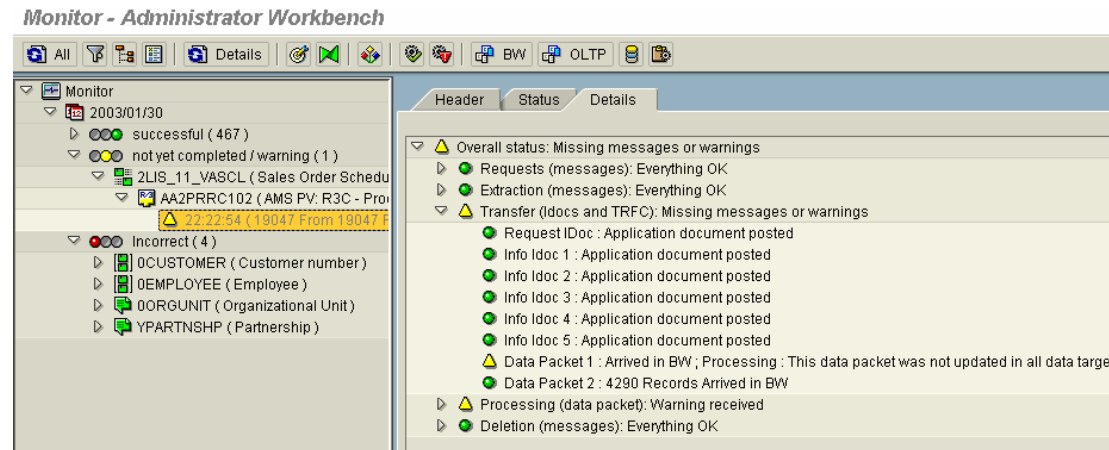 Monitor - Administrator Workbench
All Details BW OLTP
Monitor
2003/01/30
successful ( 467 )
not yet completed / warning ( 1 )
2LIS_11_VASCL ( Sales Order Schedu
AA2PRRC102 ( AMS PV: R3C - Pro
22:22:54 ( 19047 From 19047 F
Incorrect ( 4 )
0CUSTOMER ( Customer number )
0EMPLOYEE ( Employee )
0ORGUNIT ( Organizational Unit )
YPARTNSHP ( Partnership )
Header Status Details
Overall status: Missing messages or warnings
Requests (messages): Everything OK
Extraction (messages): Everything OK
Transfer (Idocs and TRFC): Missing messages or warnings
Request IDoc : Application document posted
Info Idoc 1 : Application document posted
Info Idoc 2 : Application document posted
Info Idoc 3 : Application document posted
Info Idoc 4 : Application document posted
Info Idoc 5 : Application document posted
Data Packet 1 : Arrived in BW ; Processing : This data packet was not updated in all data targe
Data Packet 2 : 4290 Records Arrived in BW
Processing (data packet): Warning received
Deletion (messages): Everything OK